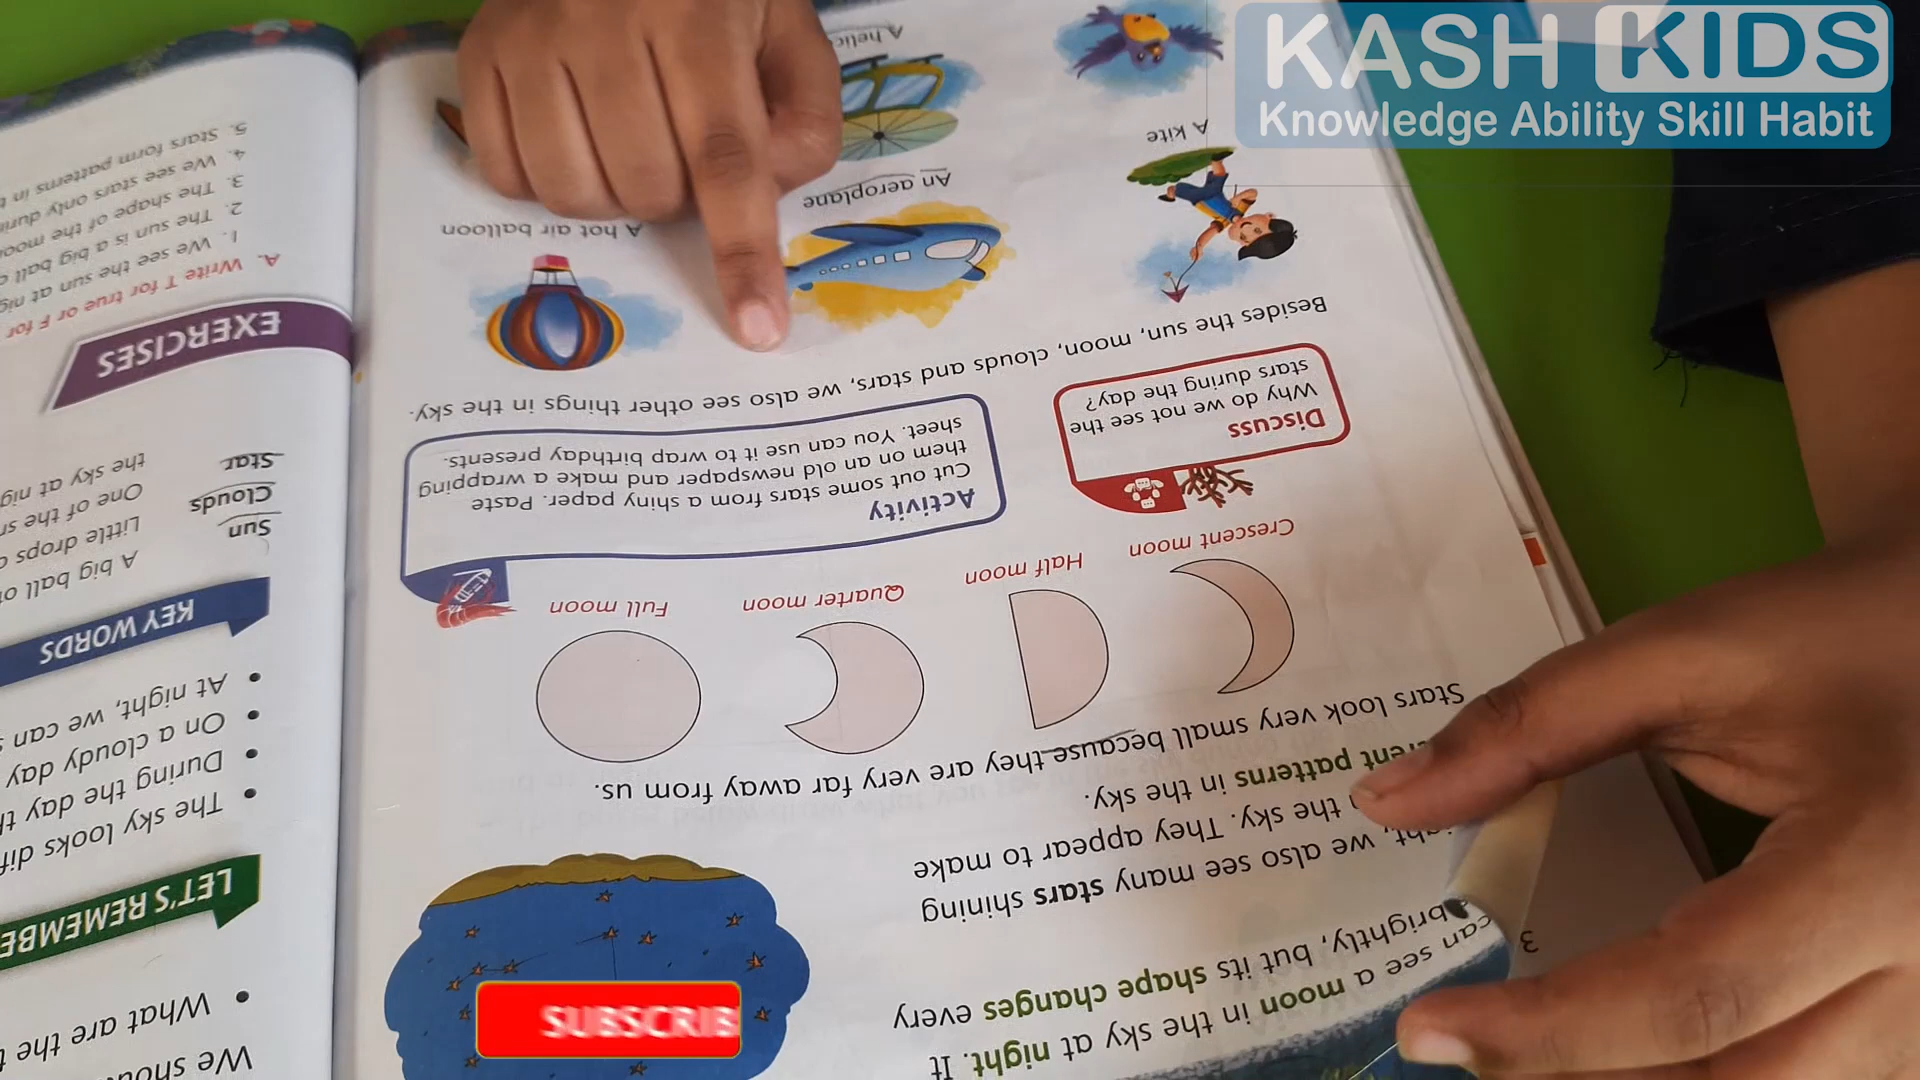 KASH KIDS
Knowledge Ability Skill Habit
can see a moon in the sky at night. It
brightly, but its shape changes every
we also see many stars shining
the sky. They appear to make
patterns in the sky.
Stars look very small because they are very far away from us.
Crescent moon
Half moon
Quarter moon
Full moon
Discuss
Why do we not see the
stars during the day?
Activity
Cut out some stars from a shiny paper. Paste
them on an old newspaper and make a wrapping
sheet. You can use it to wrap birthday presents.
Besides the sun, moon, clouds and stars, we also see other things in the sky.
A kite
An aeroplane
A hot air balloon
We
What are the
LET'S REMEMBE
The sky looks
During the day
On a cloudy day
At night, we can
KEY WORDS
Sun A big ball
Clouds Little drops
Star One of the
the sky at
EXERCISES
A. Write T for true or F for
1. We see the sun at
2. The sun is a big ball
3. The shape of the
4. We see stars only
5. Stars form patterns in
3
SUBSCRIB